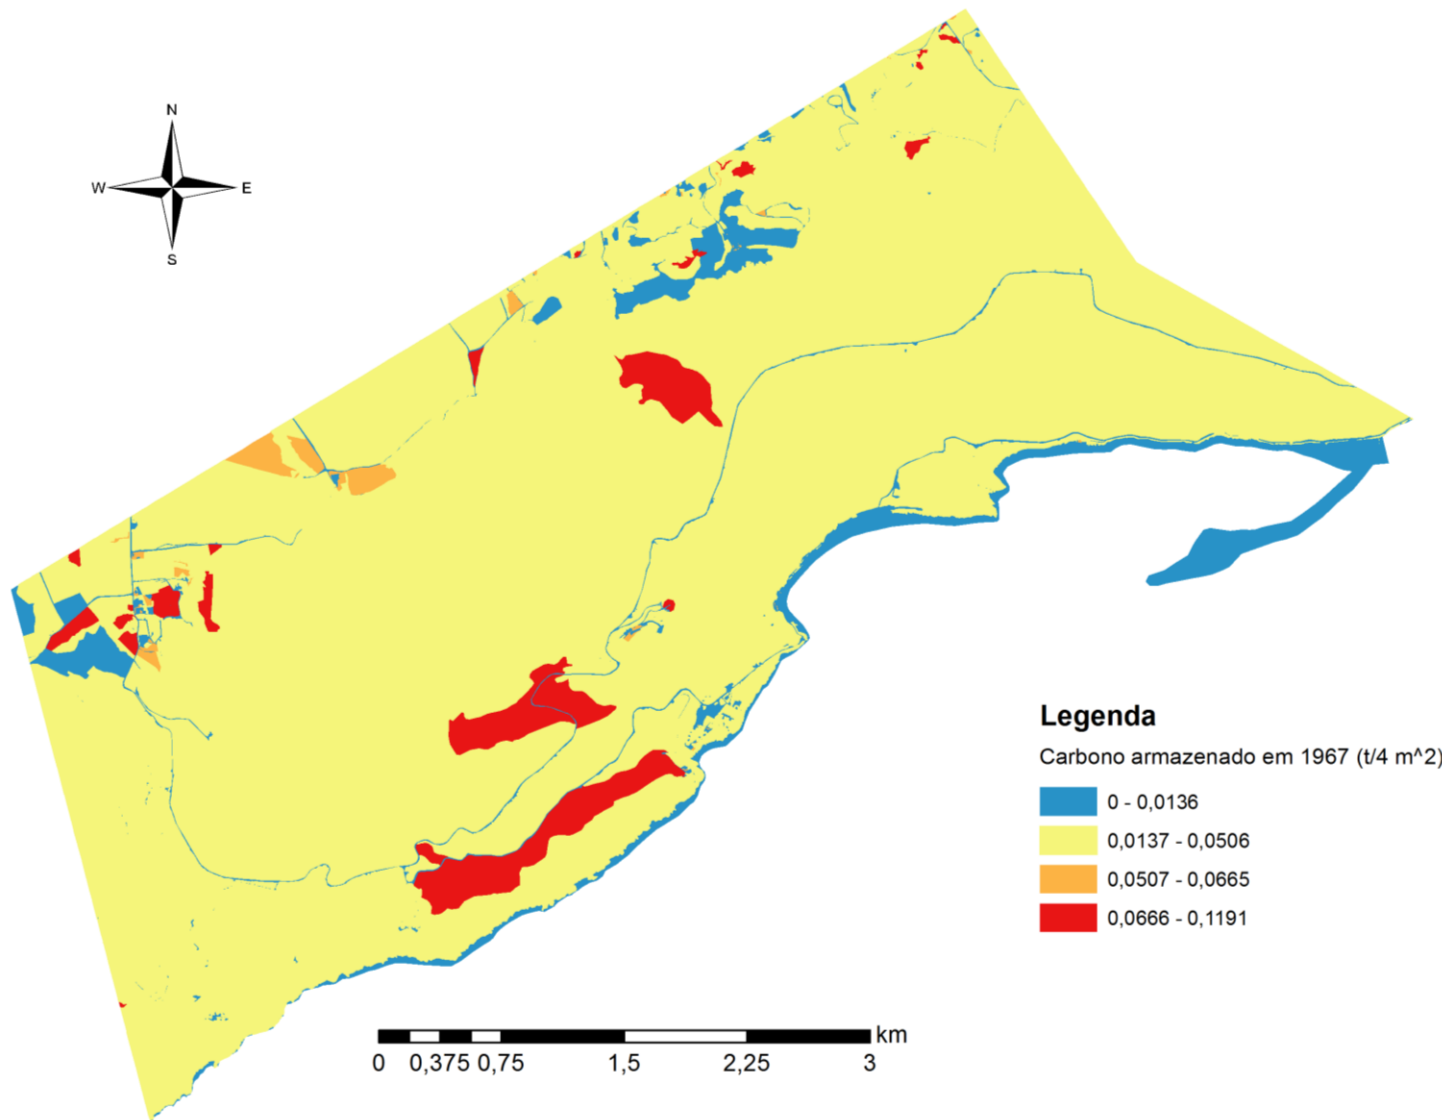 N
W E
S
Legenda
Carbono armazenado em 1967 (t/4 m^2)
0 - 0,0136
0,0137 - 0,0506
0,0507 - 0,0665
0,0666 - 0,1191
km
0 0,375 0,75 1,5 2,25 3